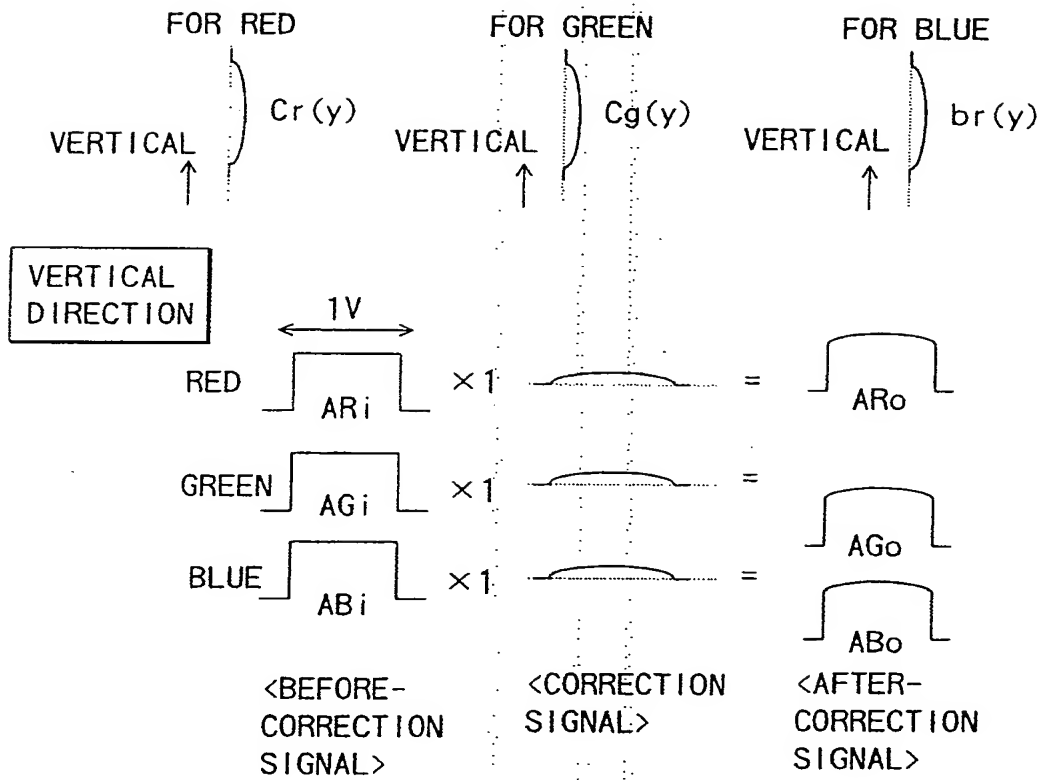 FOR RED FOR GREEN FOR BLUE
Cr(y) Cg(y) br(y)
VERTICAL VERTICAL VERTICAL
VERTICAL
DIRECTION
1V
RED ARi ×1 = ARo
GREEN AGi ×1 = AGo
BLUE ABi ×1 = ABo
<BEFORE-
CORRECTION
SIGNAL>
<CORRECTION
SIGNAL>
<AFTER-
CORRECTION
SIGNAL>